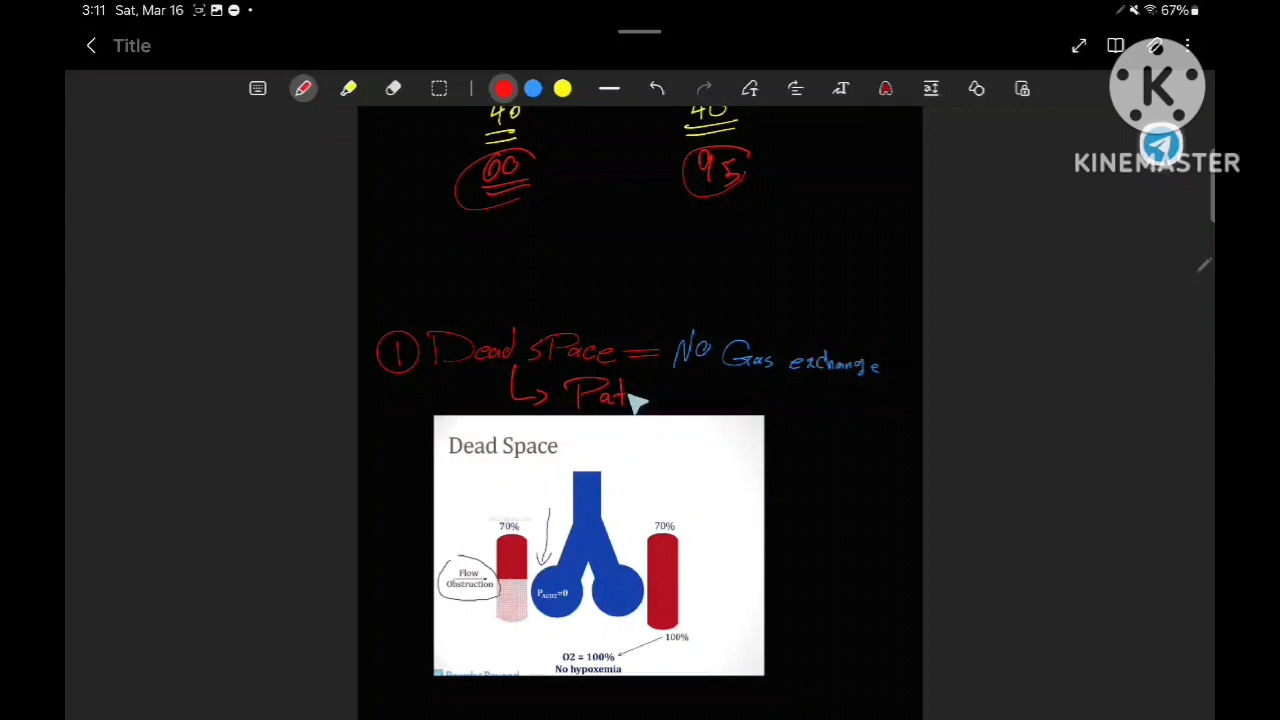 3:11 Sat, Mar 16
67%
Title
K
KINEMASTER
40
40
60
95
① Dead sPace = No Gas exchange
↳ Pat
Dead Space
70%
70%
Flow
Obstruction
PACO2=0
100%
O2 = 100%
No hypoxemia